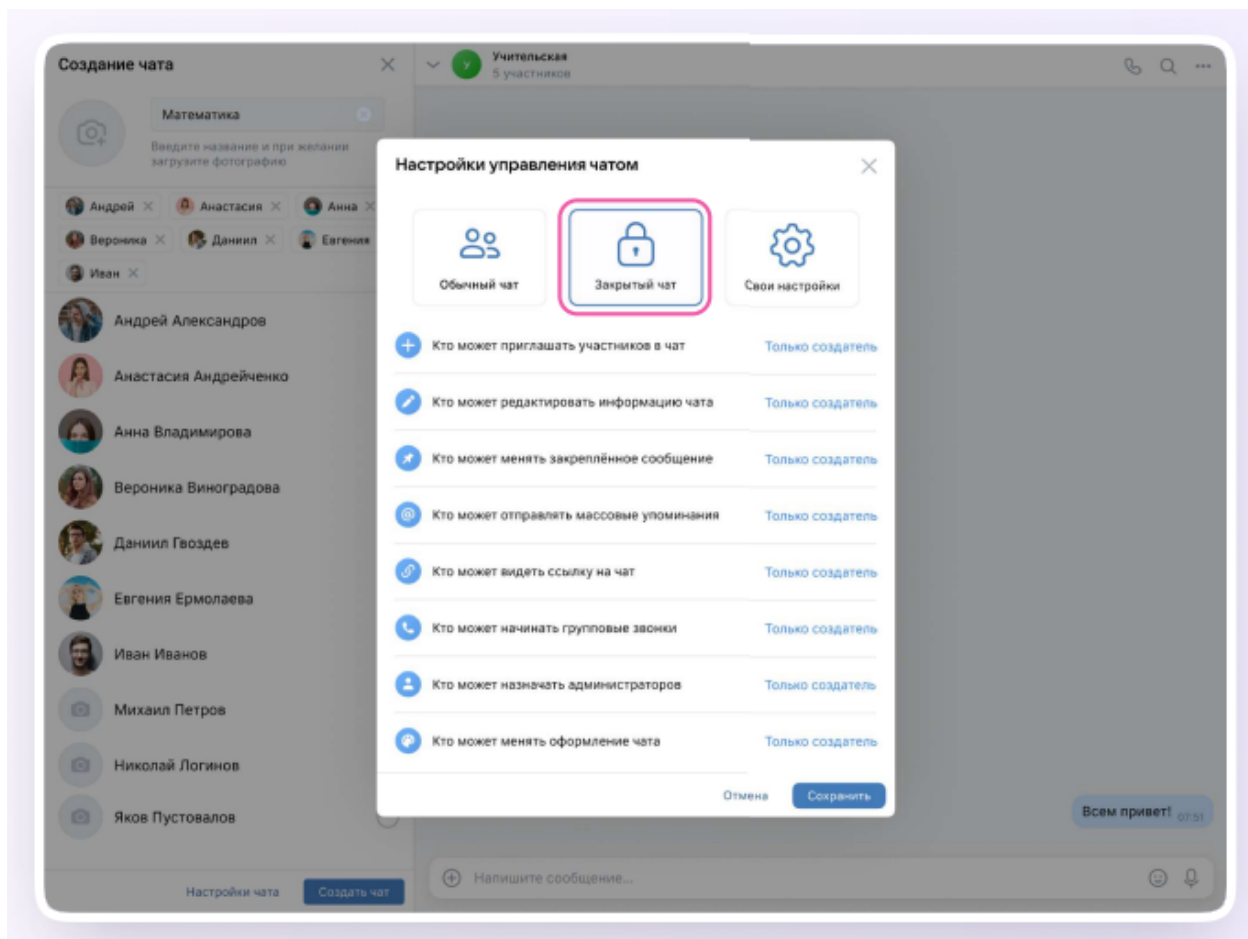 Создание чата
Математика
Введите название и при желании
загрузите фотографию
Андрей
Анастасия
Анна
Вероника
Даниил
Евгения
Иван
Андрей Александров
Анастасия Андрейченко
Анна Владимирова
Вероника Виноградова
Даниил Гвоздев
Евгения Ермолаева
Иван Иванов
Михаил Петров
Николай Логинов
Яков Пустовалов
Настройки чата
Создать чат
У
Учительская
5 участников
Настройки управления чатом
Обычный чат
Закрытый чат
Свои настройки
Кто может приглашать участников в чат
Только создатель
Кто может редактировать информацию чата
Только создатель
Кто может менять закреплённое сообщение
Только создатель
Кто может отправлять массовые упоминания
Только создатель
Кто может видеть ссылку на чат
Только создатель
Кто может начинать групповые звонки
Только создатель
Кто может назначать администраторов
Только создатель
Кто может менять оформление чата
Только создатель
Отмена
Сохранить
Всем привет! 07:51
Напишите сообщение...